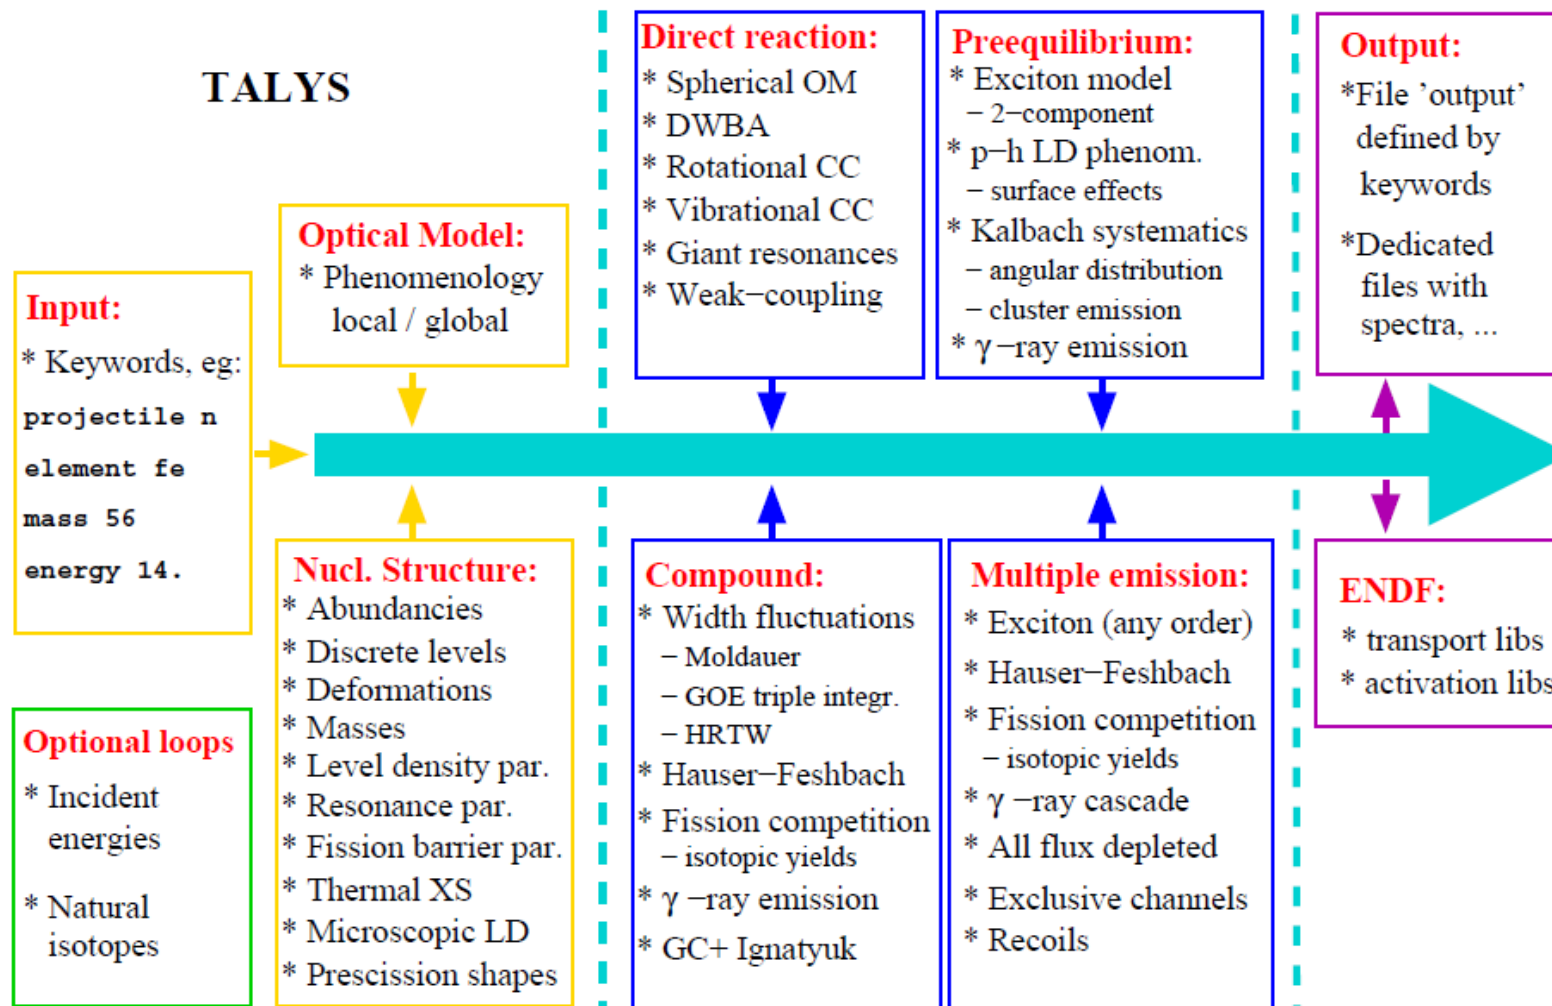 TALYS
Input:
* Keywords, eg:
projectile n
element fe
mass 56
energy 14.
Optional loops
* Incident
energies
* Natural
isotopes
Optical Model:
* Phenomenology
local / global
Nucl. Structure:
* Abundancies
* Discrete levels
* Deformations
* Masses
* Level density par.
* Resonance par.
* Fission barrier par.
* Thermal XS
* Microscopic LD
* Prescission shapes
Direct reaction:
* Spherical OM
* DWBA
* Rotational CC
* Vibrational CC
* Giant resonances
* Weak−coupling
Compound:
* Width fluctuations
− Moldauer
− GOE triple integr.
− HRTW
* Hauser−Feshbach
* Fission competition
− isotopic yields
* γ −ray emission
* GC+ Ignatyuk
Preequilibrium:
* Exciton model
− 2−component
* p−h LD phenom.
− surface effects
* Kalbach systematics
− angular distribution
− cluster emission
* γ −ray emission
Multiple emission:
* Exciton (any order)
* Hauser−Feshbach
* Fission competition
− isotopic yields
* γ −ray cascade
* All flux depleted
* Exclusive channels
* Recoils
Output:
*File ’output’
defined by
keywords
*Dedicated
files with
spectra, ...
ENDF:
* transport libs
* activation libs